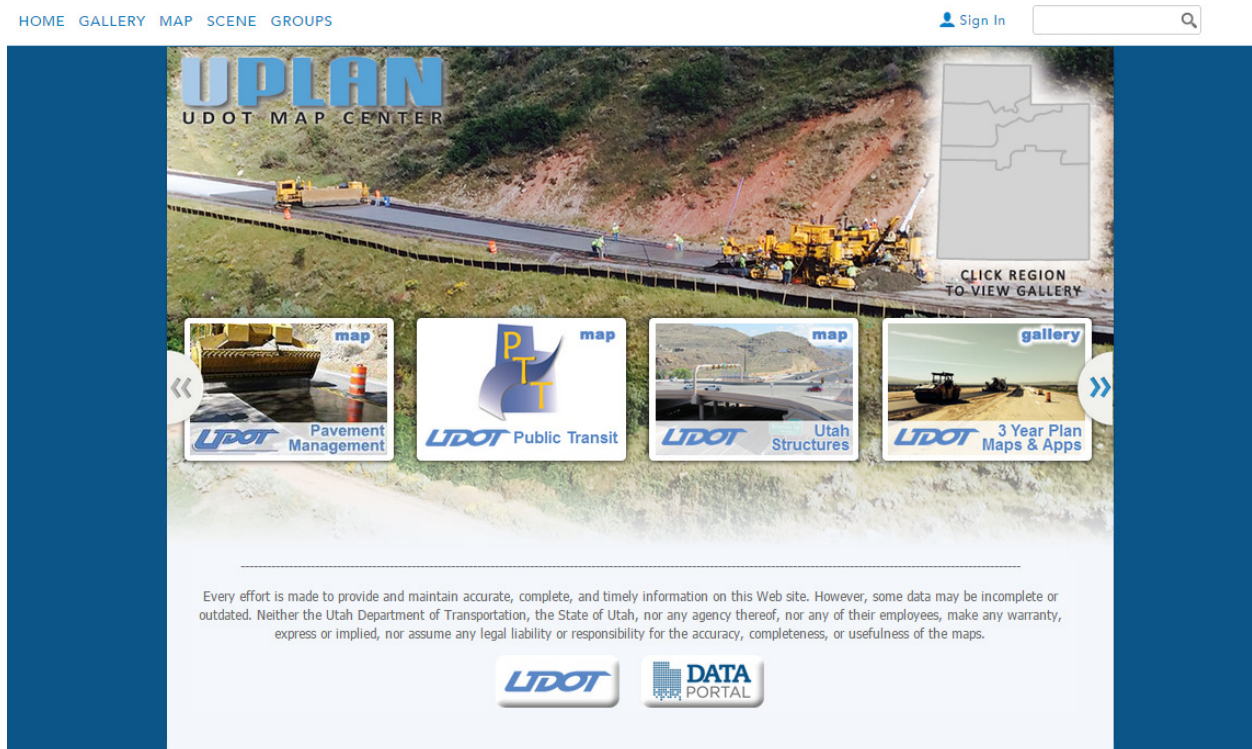 HOME GALLERY MAP SCENE GROUPS
Sign In
UPLAN
UDOT MAP CENTER
CLICK REGION
TO VIEW GALLERY
map
UDOT Pavement
Management
map
PTT
UDOT Public Transit
map
UDOT Utah
Structures
gallery
UDOT 3 Year Plan
Maps & Apps
Every effort is made to provide and maintain accurate, complete, and timely information on this Web site. However, some data may be incomplete or
outdated. Neither the Utah Department of Transportation, the State of Utah, nor any agency thereof, nor any of their employees, make any warranty,
express or implied, nor assume any legal liability or responsibility for the accuracy, completeness, or usefulness of the maps.
UDOT
DATA
PORTAL